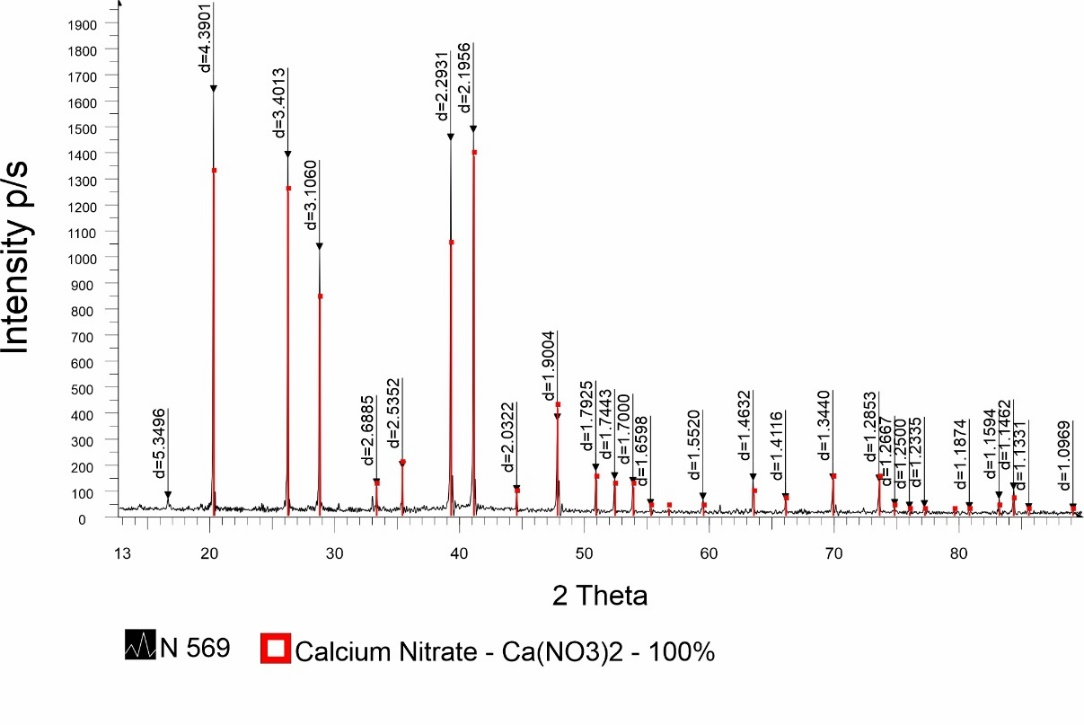 1900
1800
1700
1600
1500
1400
1300
1200
1100
1000
900
800
700
600
500
400
300
200
100
0
Intensity p/s
d=5.3496
d=4.3901
d=3.4013
d=3.1060
d=2.6885
d=2.5352
d=2.2931
d=2.1956
d=2.0322
d=1.9004
d=1.7925
d=1.7443
d=1.7000
d=1.6598
d=1.5520
d=1.4632
d=1.4116
d=1.3440
d=1.2853
d=1.2667
d=1.2500
d=1.2335
d=1.1874
d=1.1594
d=1.1462
d=1.1331
d=1.0969
13 20 30 40 50 60 70 80
2 Theta
N 569 Calcium Nitrate - Ca(NO3)2 - 100%